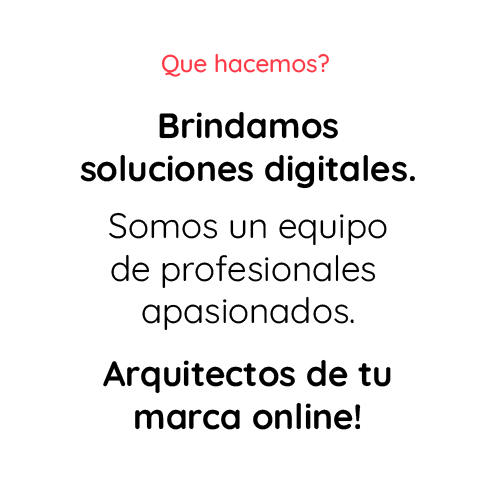 Que hacemos?
Brindamos
soluciones digitales.
Somos un equipo
de profesionales
apasionados.
Arquitectos de tu
marca online!